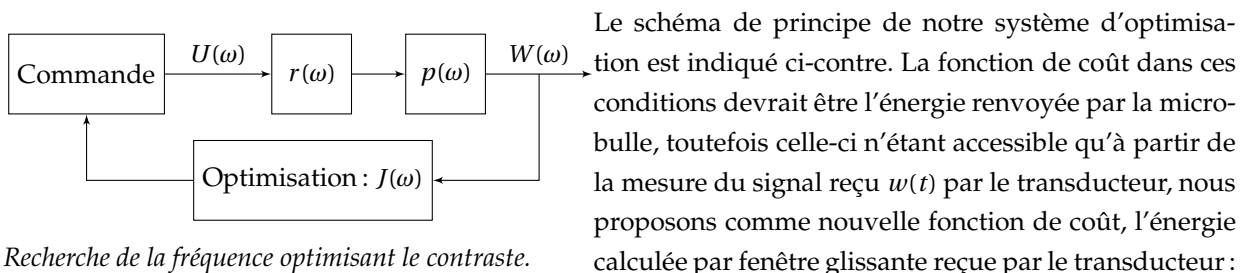 Commande
U(ω)
r(ω)
p(ω)
W(ω)
Optimisation : J(ω)
Recherche de la fréquence optimisant le contraste.
Le schéma de principe de notre système d'optimisa-
tion est indiqué ci-contre. La fonction de coût dans ces
conditions devrait être l'énergie renvoyée par la micro-
bulle, toutefois celle-ci n'étant accessible qu'à partir de
la mesure du signal reçu w(t) par le transducteur, nous
proposons comme nouvelle fonction de coût, l'énergie
calculée par fenêtre glissante reçue par le transducteur :